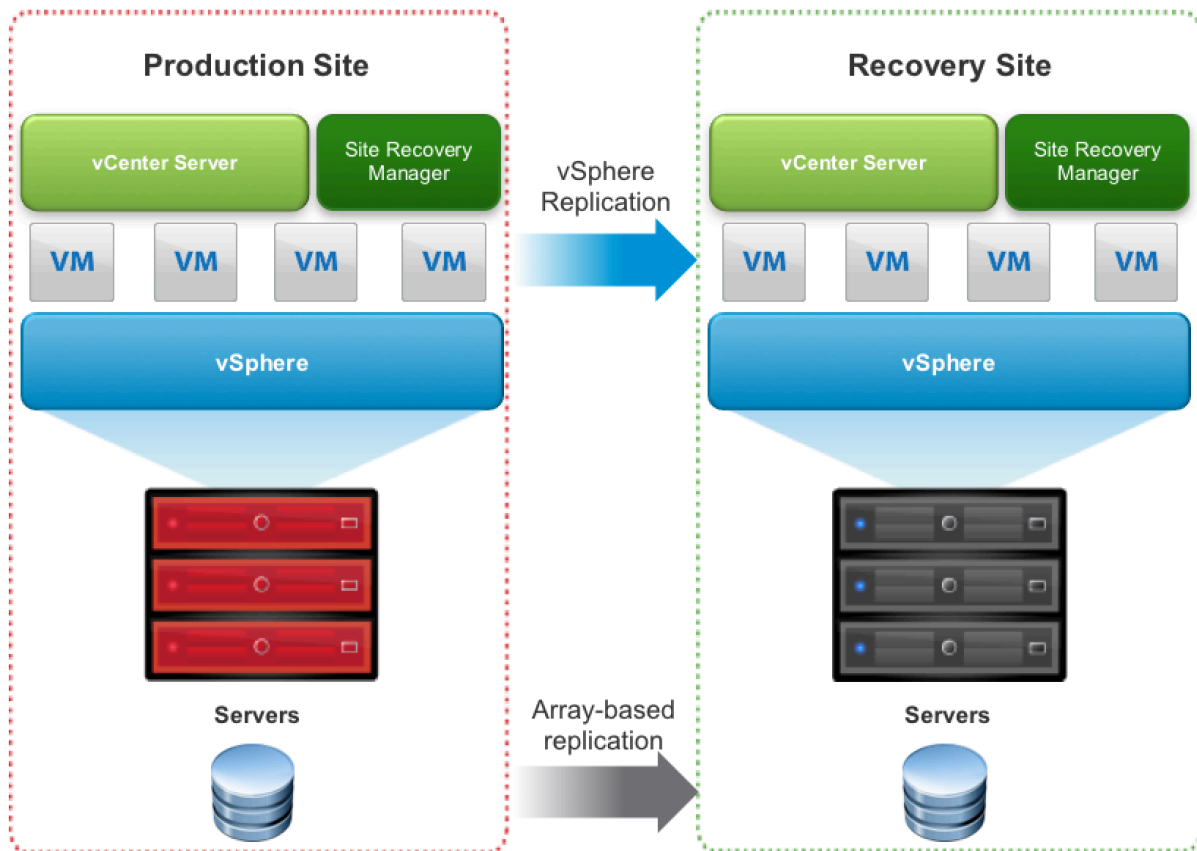 Production Site
vCenter Server
Site Recovery
Manager
VM
VM
VM
VM
vSphere
Servers
vSphere
Replication
Array-based
replication
Recovery Site
vCenter Server
Site Recovery
Manager
VM
VM
VM
VM
vSphere
Servers